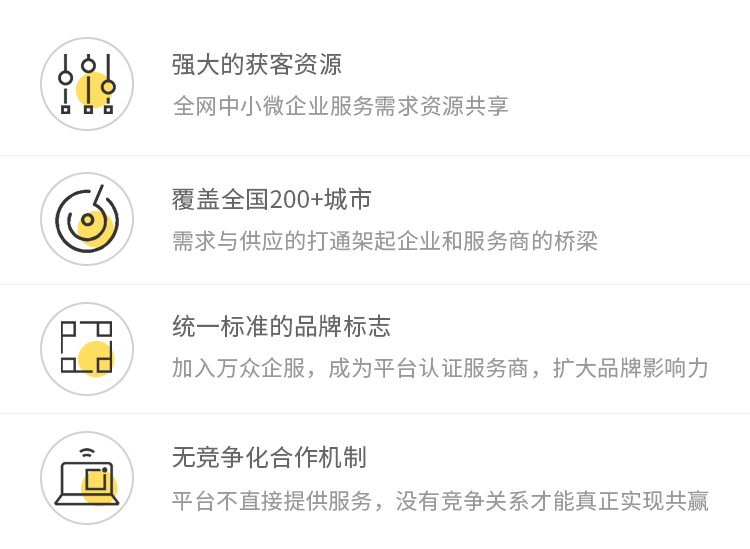 强大的获客资源
全网中小微企业服务需求资源共享
覆盖全国200+城市
需求与供应的打通架起企业和服务商的桥梁
统一标准的品牌标志
加入万众企服，成为平台认证服务商，扩大品牌影响力
无竞争化合作机制
平台不直接提供服务，没有竞争关系才能真正实现共赢